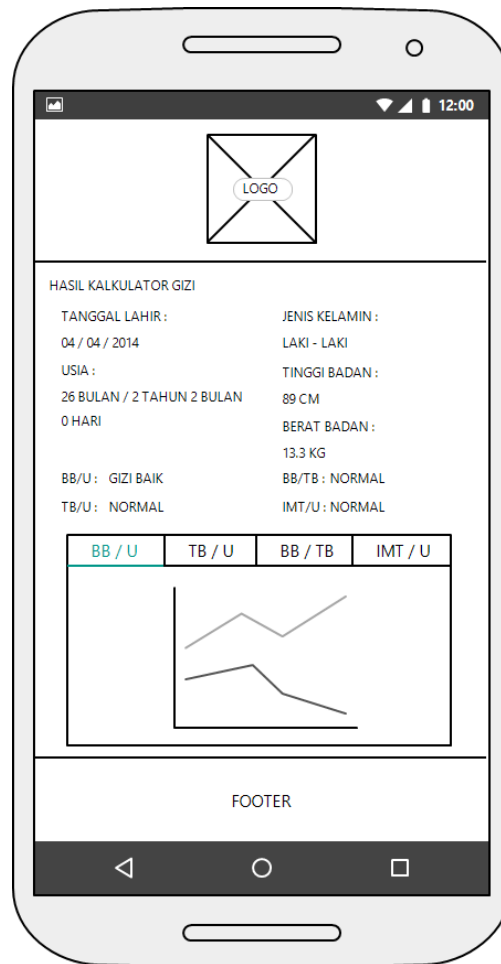 12:00
LOGO
HASIL KALKULATOR GIZI
TANGGAL LAHIR :
04 / 04 / 2014
USIA :
26 BULAN / 2 TAHUN 2 BULAN
0 HARI
JENIS KELAMIN :
LAKI - LAKI
TINGGI BADAN :
89 CM
BERAT BADAN :
13.3 KG
BB/U : GIZI BAIK
BB/TB : NORMAL
TB/U : NORMAL
IMT/U : NORMAL
BB / U TB / U BB / TB IMT / U
FOOTER